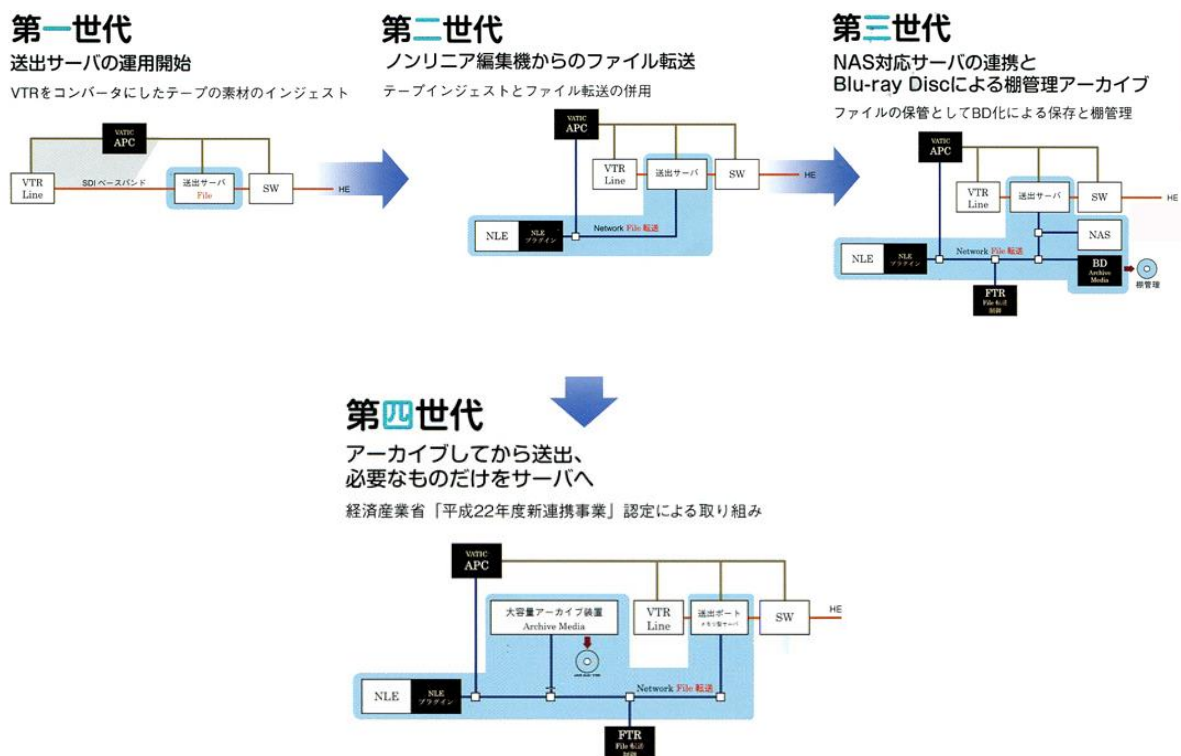 第一世代
送出サーバの運用開始
VTRをコンバータにしたテープの素材のインジェスト
VATIC
APC
VTR
Line
SDI ベースバンド
送出サーバ
File
SW
HE
第二世代
ノンリニア編集機からのファイル転送
テープインジェストとファイル転送の併用
VATIC
APC
VTR
Line
送出サーバ
SW
HE
NLE
NLE
プラグイン
Network File 転送
第三世代
NAS対応サーバの連携と
Blu-ray Discによる棚管理アーカイブ
ファイルの保管としてBD化による保存と棚管理
VATIC
APC
VTR
Line
送出サーバ
SW
HE
NAS
NLE
NLE
プラグイン
Network File 転送
BD
Archive
Media
棚管理
FTR
File 転送
制御
第四世代
アーカイブしてから送出、
必要なものだけをサーバへ
経済産業省「平成22年度新連携事業」認定による取り組み
VATIC
APC
大容量アーカイブ装置
Archive Media
VTR
Line
送出ポート
メモリ型サーバ
SW
HE
NLE
NLE
プラグイン
Network File 転送
FTR
File 転送
制御